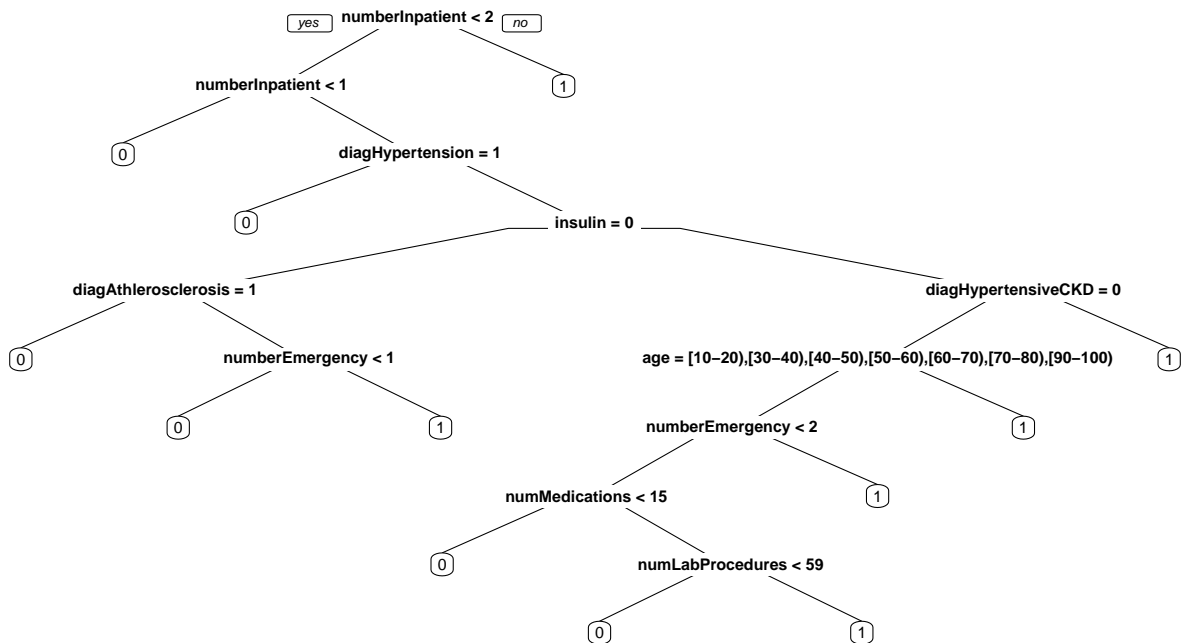 yes numberInpatient < 2 no
numberInpatient < 1
1
0
diagHypertension = 1
0
insulin = 0
diagAthlerosclerosis = 1
diagHypertensiveCKD = 0
0
numberEmergency < 1
age = [10−20),[30−40),[40−50),[50−60),[60−70),[70−80),[90−100)
1
0
1
numberEmergency < 2
1
numMedications < 15
1
0
numLabProcedures < 59
0
1